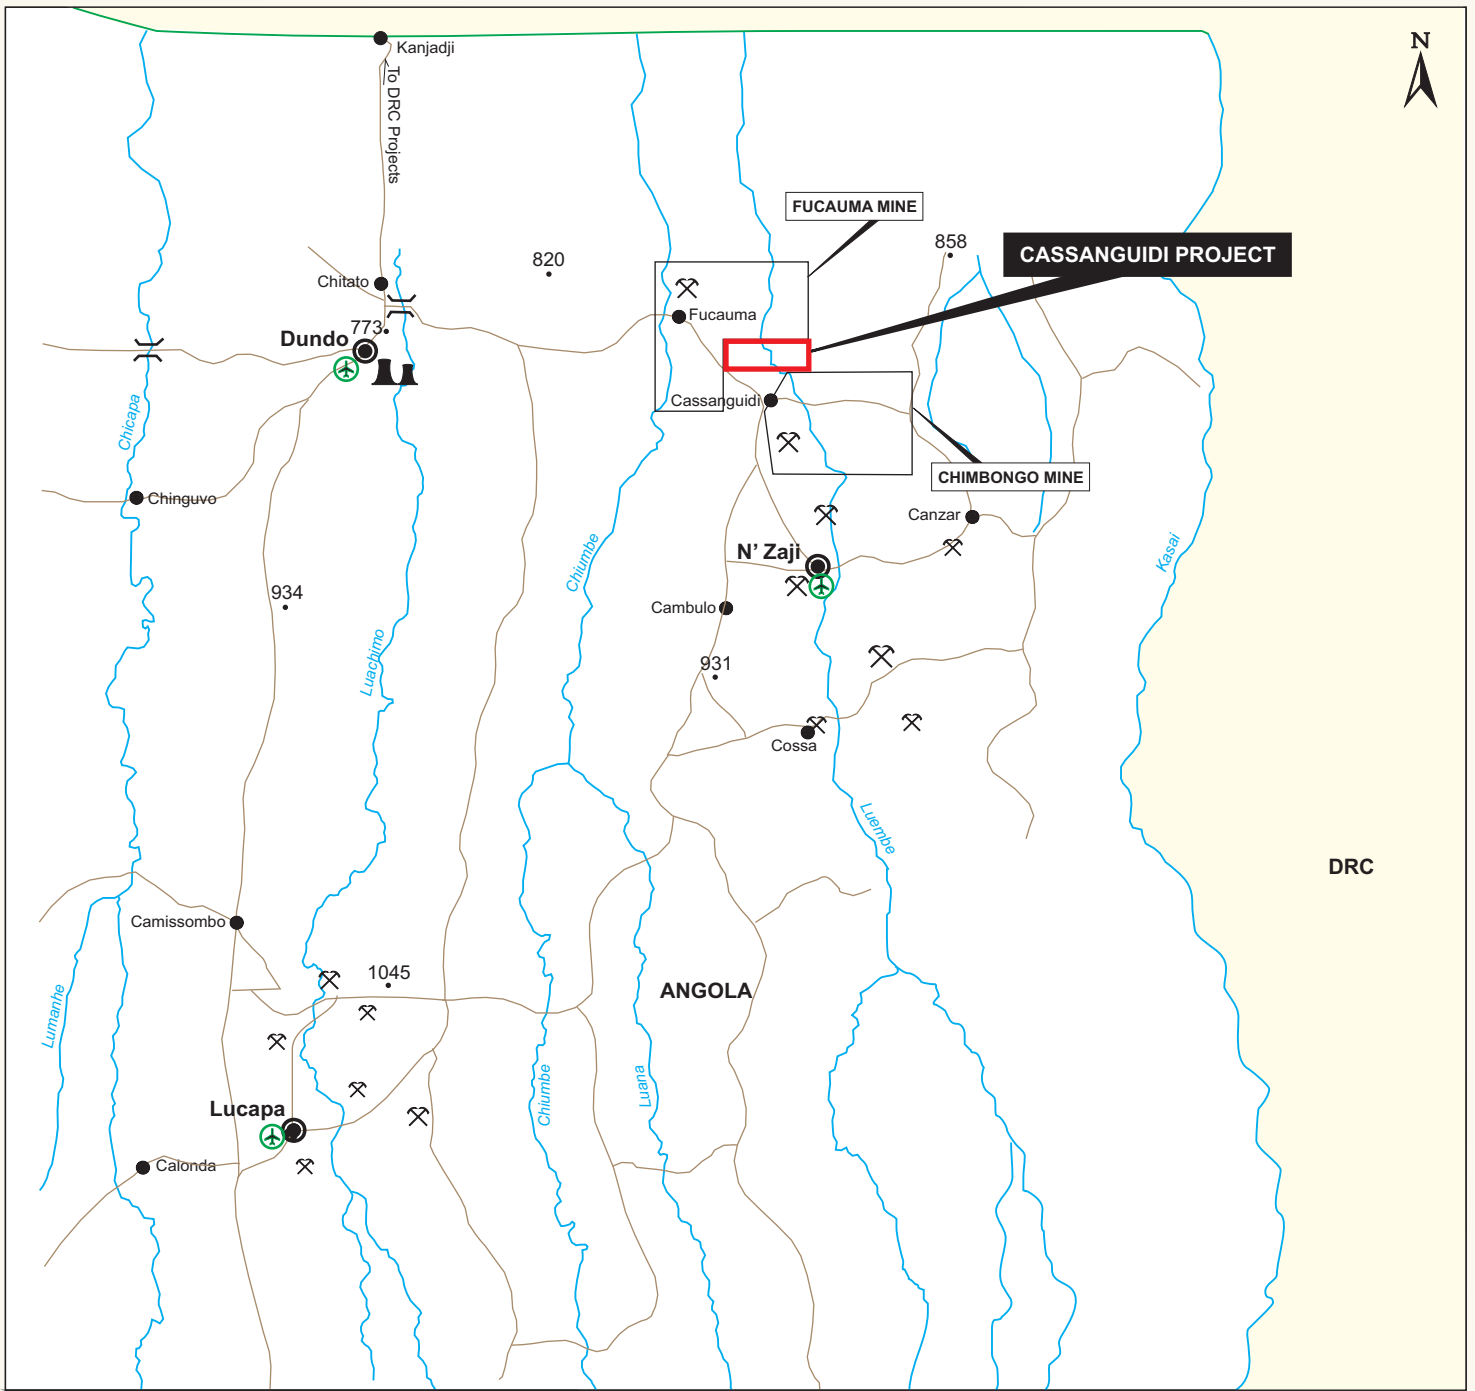 N
Kanjadji
To DRC Projects
FUCAUMA MINE
858
CASSANGUIDI PROJECT
820
Chitato
Fucauma
773
Dundo
Cassanguidi
Chicapa
CHIMBONGO MINE
Chinguvo
Canzar
Chiumbe
N' Zaji
Kasai
934
Cambulo
Luachimo
931
Cossa
Luembe
DRC
Camissombo
1045
ANGOLA
Lumanhe
Chiumbe
Luana
Lucapa
Calonda